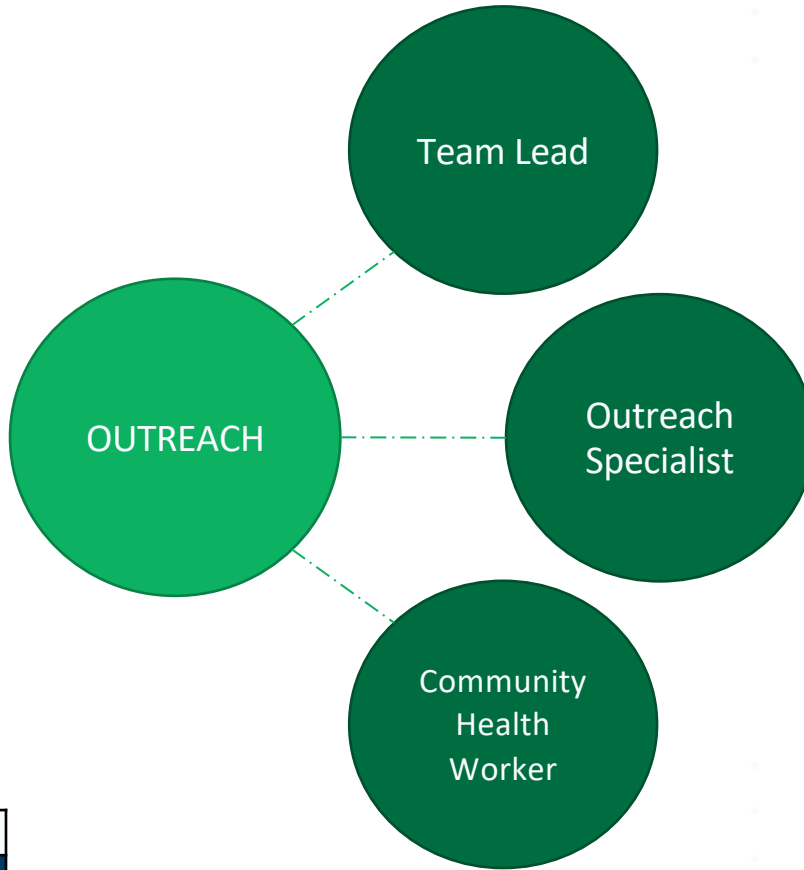 Team Lead
OUTREACH
Outreach
Specialist
Community
Health
Worker